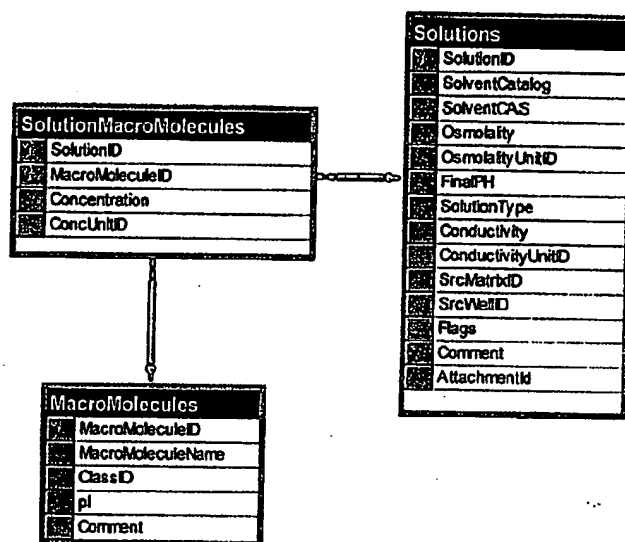 Solutions
SolutionID
SolventCatalog
SolventCAS
Osmolality
OsmolalityUnitID
FinalPH
SolutionType
Conductivity
ConductivityUnitID
SrcMatrixID
SrcWellID
Flags
Comment
AttachmentId
SolutionMacroMolecules
SolutionID
MacroMoleculeID
Concentration
ConcUnitID
MacroMolecules
MacroMoleculeID
MacroMoleculeName
ClassID
pI
Comment